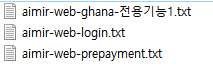 aimir-web-ghana-전용기능1.txt
aimir-web-login.txt
aimir-web-prepayment.txt